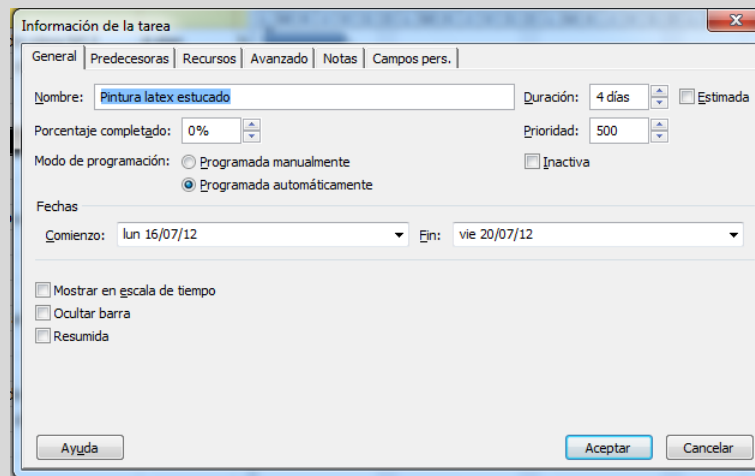 Información de la tarea
General Predecesoras Recursos Avanzado Notas Campos pers.
Nombre: Pintura latex estucado Duración: 4 días Estimada
Porcentaje completado: 0% Prioridad: 500
Modo de programación: Programada manualmente Inactiva
Programada automáticamente
Fechas
Comienzo: lun 16/07/12 Fin: vie 20/07/12
Mostrar en escala de tiempo
Ocultar barra
Resumida
Ayuda Aceptar Cancelar